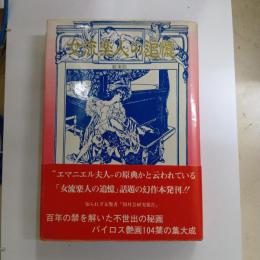 女流楽人の追憶
"エマニエル夫人"の原典かと云われている
「女流楽人の追憶」話題の幻作本発刊!!
百年の禁を解いた不世出の秘画
バイロス艶画104葉の集大成